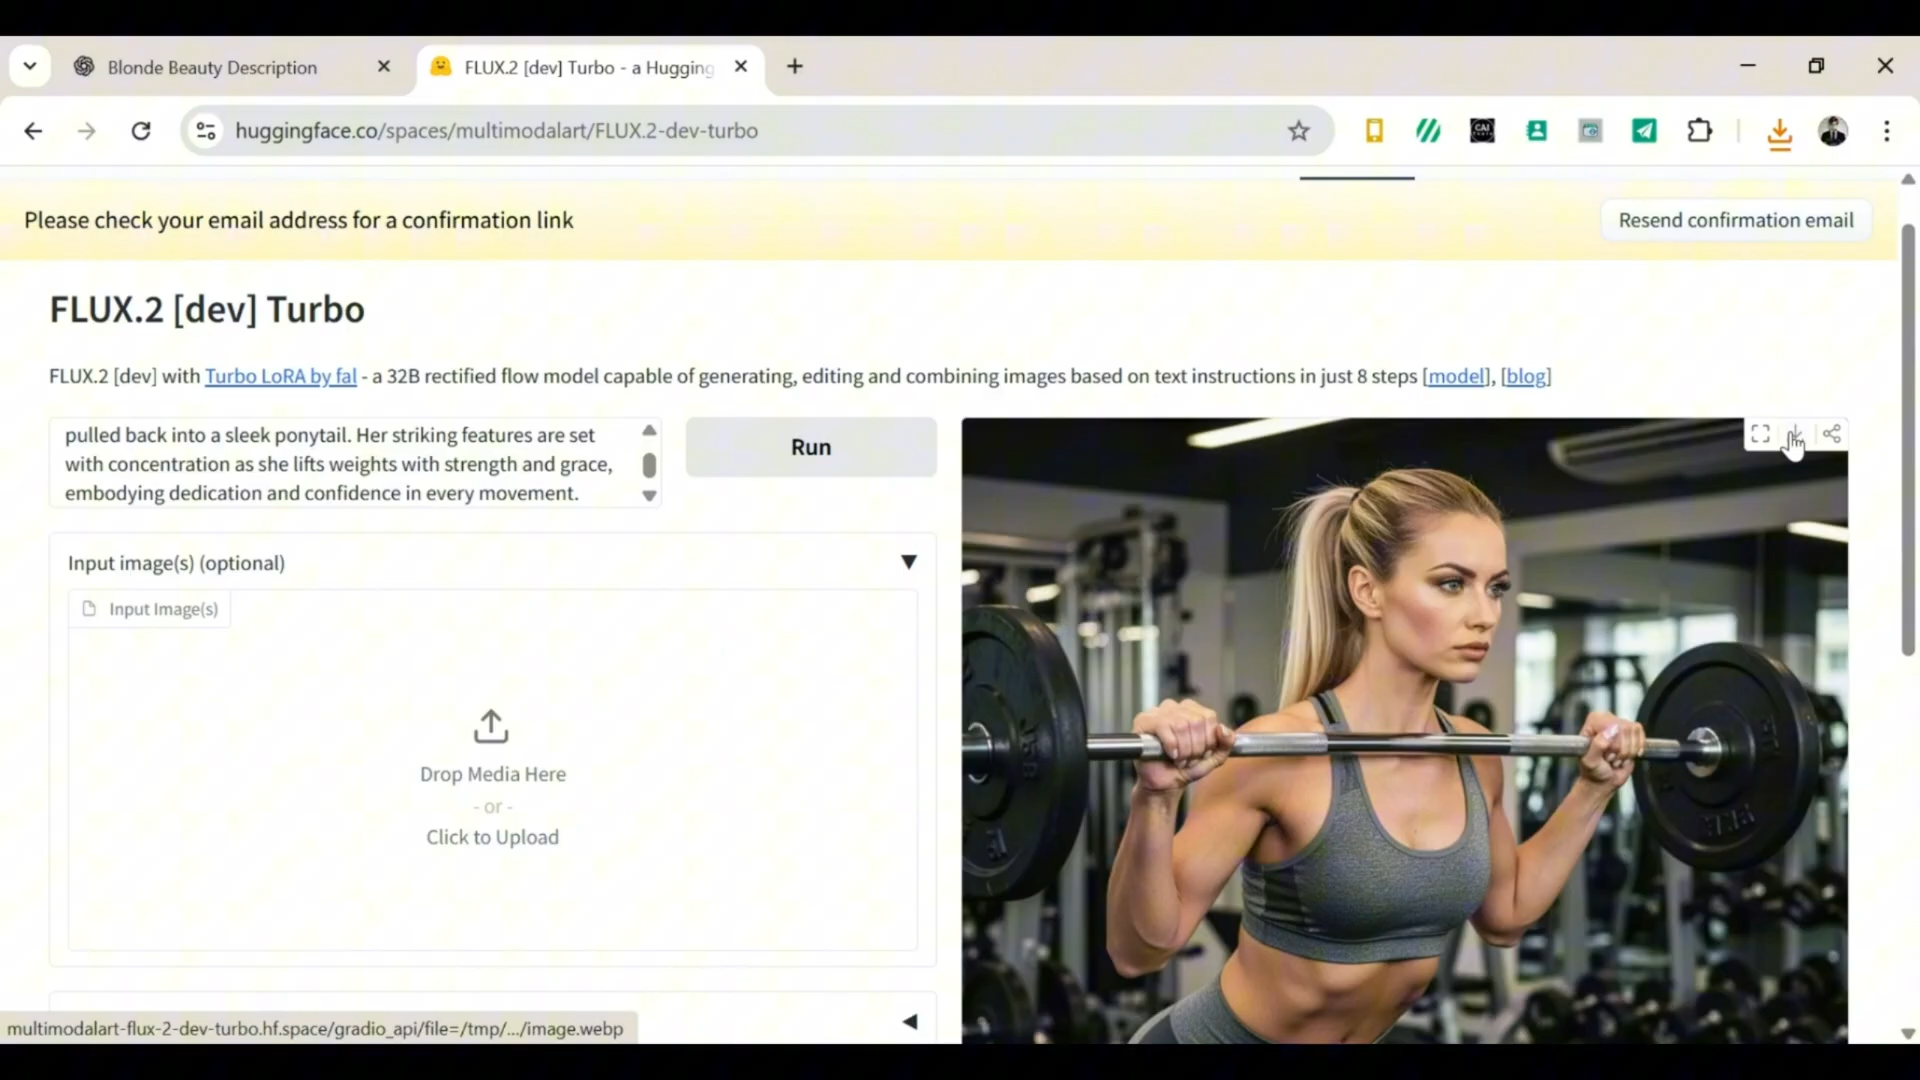 Blonde Beauty Description
FLUX.2 [dev] Turbo - a Hugging
huggingface.co/spaces/multimodalart/FLUX.2-dev-turbo
CAI
Please check your email address for a confirmation link
Resend confirmation email
FLUX.2 [dev] Turbo
FLUX.2 [dev] with Turbo LoRA by fal - a 32B rectified flow model capable of generating, editing and combining images based on text instructions in just 8 steps [model], [blog]
pulled back into a sleek ponytail. Her striking features are set
with concentration as she lifts weights with strength and grace,
embodying dedication and confidence in every movement.
Run
Input image(s) (optional)
Input Image(s)
Drop Media Here
- or -
Click to Upload
multimodalart-flux-2-dev-turbo.hf.space/gradio_api/file=/tmp/.../image.webp